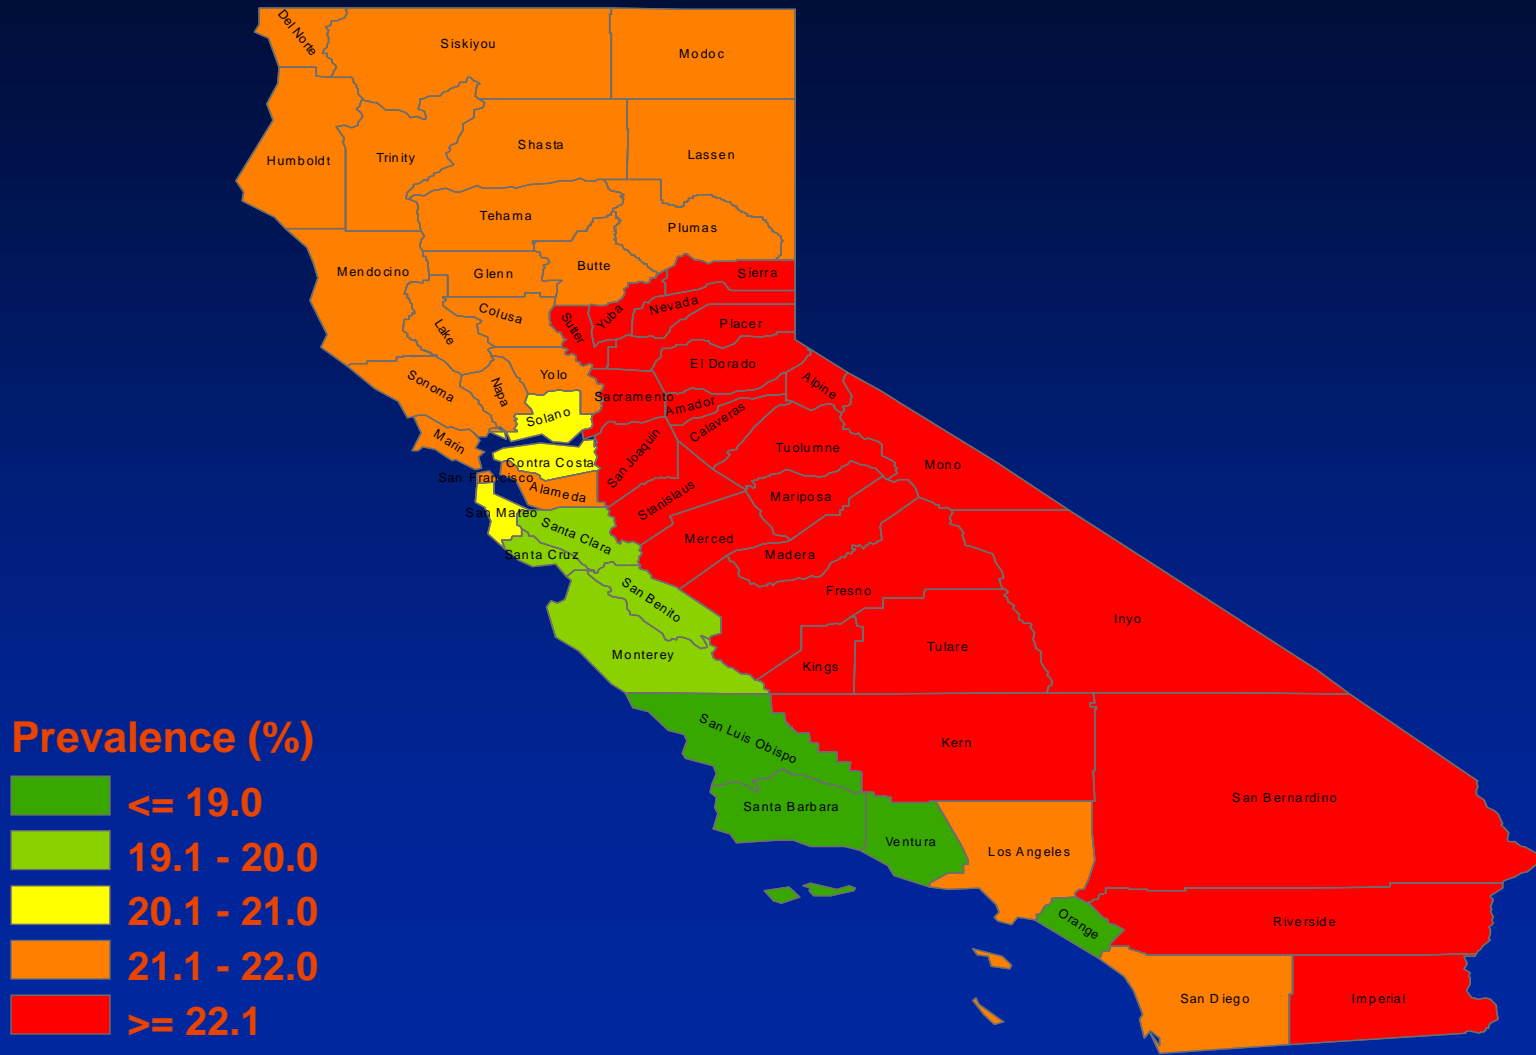 Del Norte
Siskiyou
Modoc
Humboldt
Trinity
Shasta
Lassen
Tehama
Plumas
Mendocino
Glenn
Butte
Sierra
Lake
Colusa
Sutter
Yuba
Nevada
Placer
El Dorado
Sonoma
Napa
Yolo
Sacramento
Amador
Alpine
Solano
Calaveras
Marin
Contra Costa
San Joaquin
Tuolumne
Mono
San Francisco
Alameda
Stanislaus
Mariposa
San Mateo
Santa Clara
Merced
Santa Cruz
Madera
San Benito
Fresno
Inyo
Monterey
Kings
Tulare
San Luis Obispo
Kern
San Bernardino
Santa Barbara
Ventura
Los Angeles
Orange
Riverside
San Diego
Imperial
Prevalence (%)
<= 19.0
19.1 - 20.0
20.1 - 21.0
21.1 - 22.0
>= 22.1